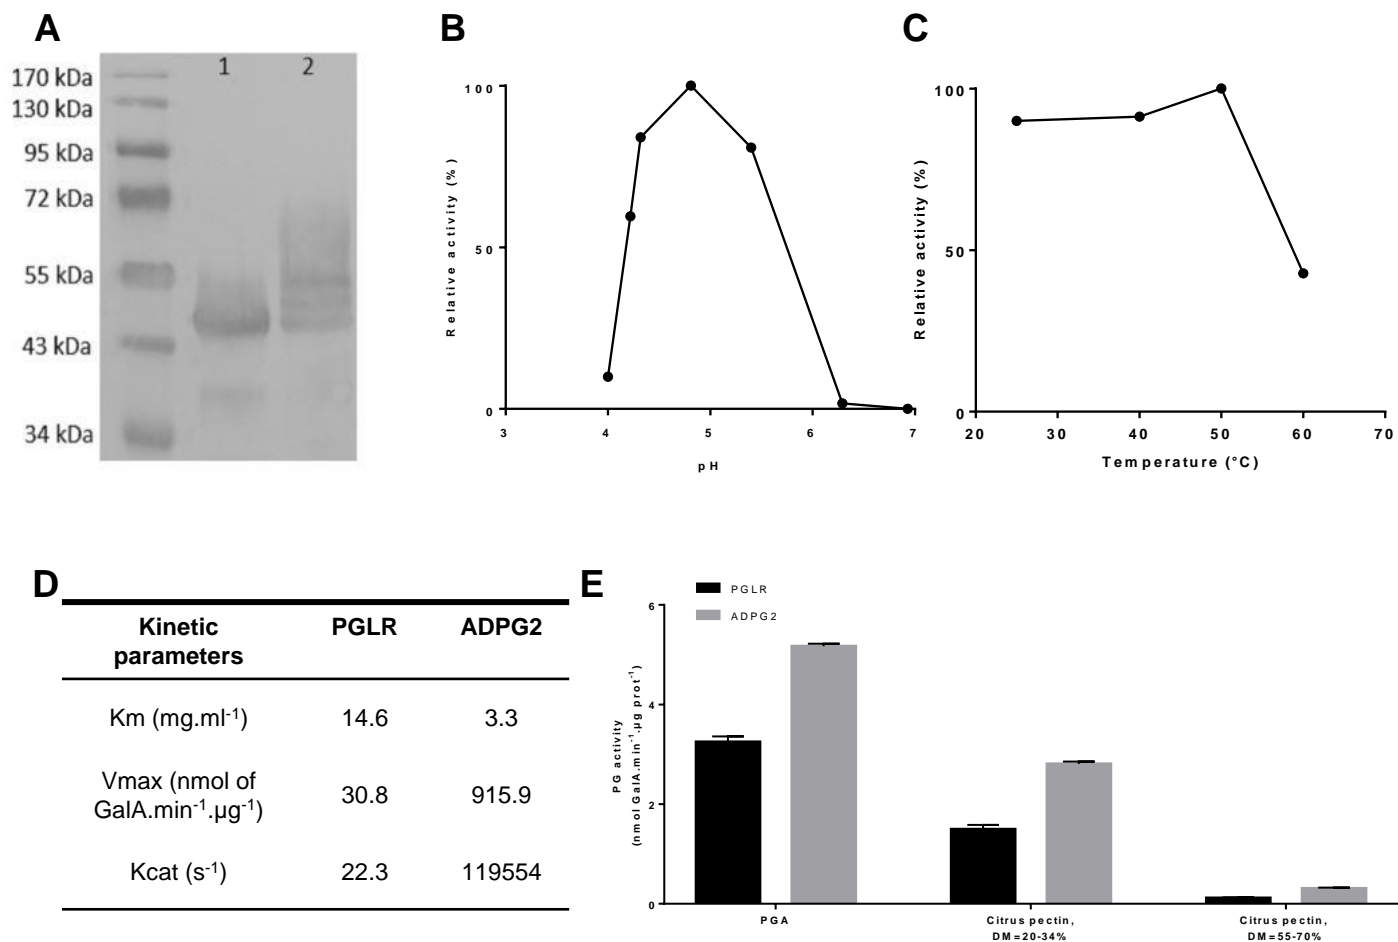 A
1 2
170 kDa
130 kDa
95 kDa
72 kDa
55 kDa
43 kDa
34 kDa
B
Relative activity (%)
100
50
0
3 4 5 6 7
pH
C
Relative activity (%)
100
50
0
20 30 40 50 60 70
Temperature (°C)
D
Kinetic
parameters
PGLR
ADPG2
Km (mg.ml-1)
14.6
3.3
Vmax (nmol of
GalA.min-1.µg-1)
30.8
915.9
Kcat (s-1)
22.3
119554
E
PGLR
ADPG2
PG activity
(nmol GalA.min-1.µg prot-1)
6
4
2
0
PGA
Citrus pectin,
DM=20-34%
Citrus pectin,
DM=55-70%